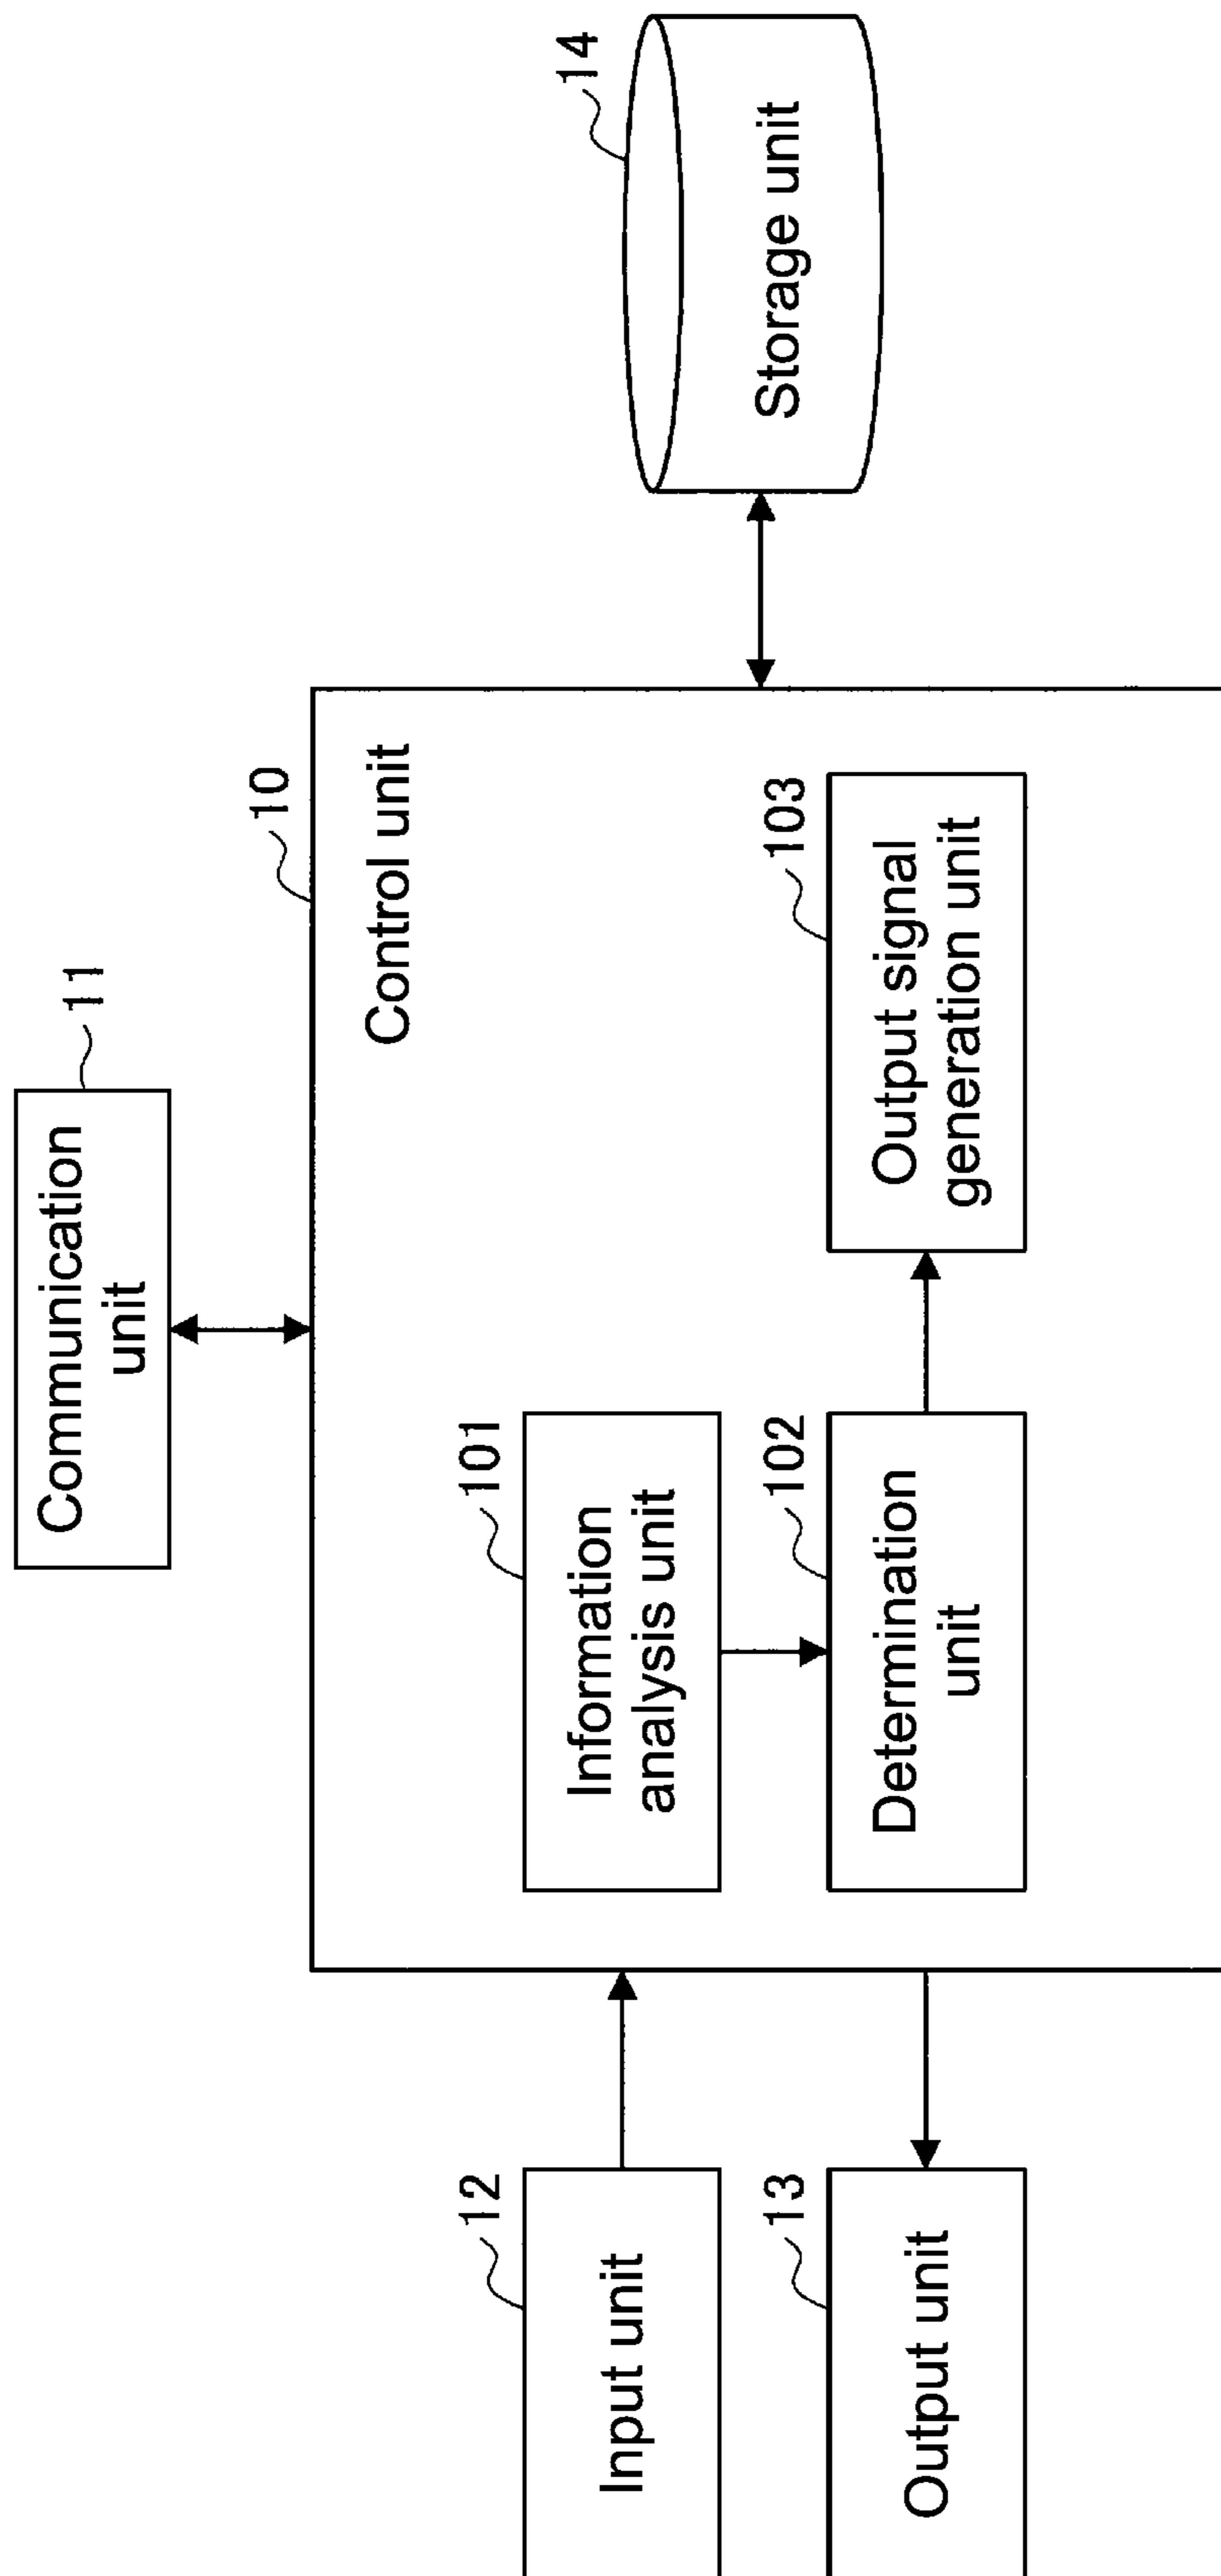 11
Communication
unit
10
Control unit
14
Storage unit
12
Input unit
101
Information
analysis unit
13
Output unit
102
Determination
unit
103
Output signal
generation unit